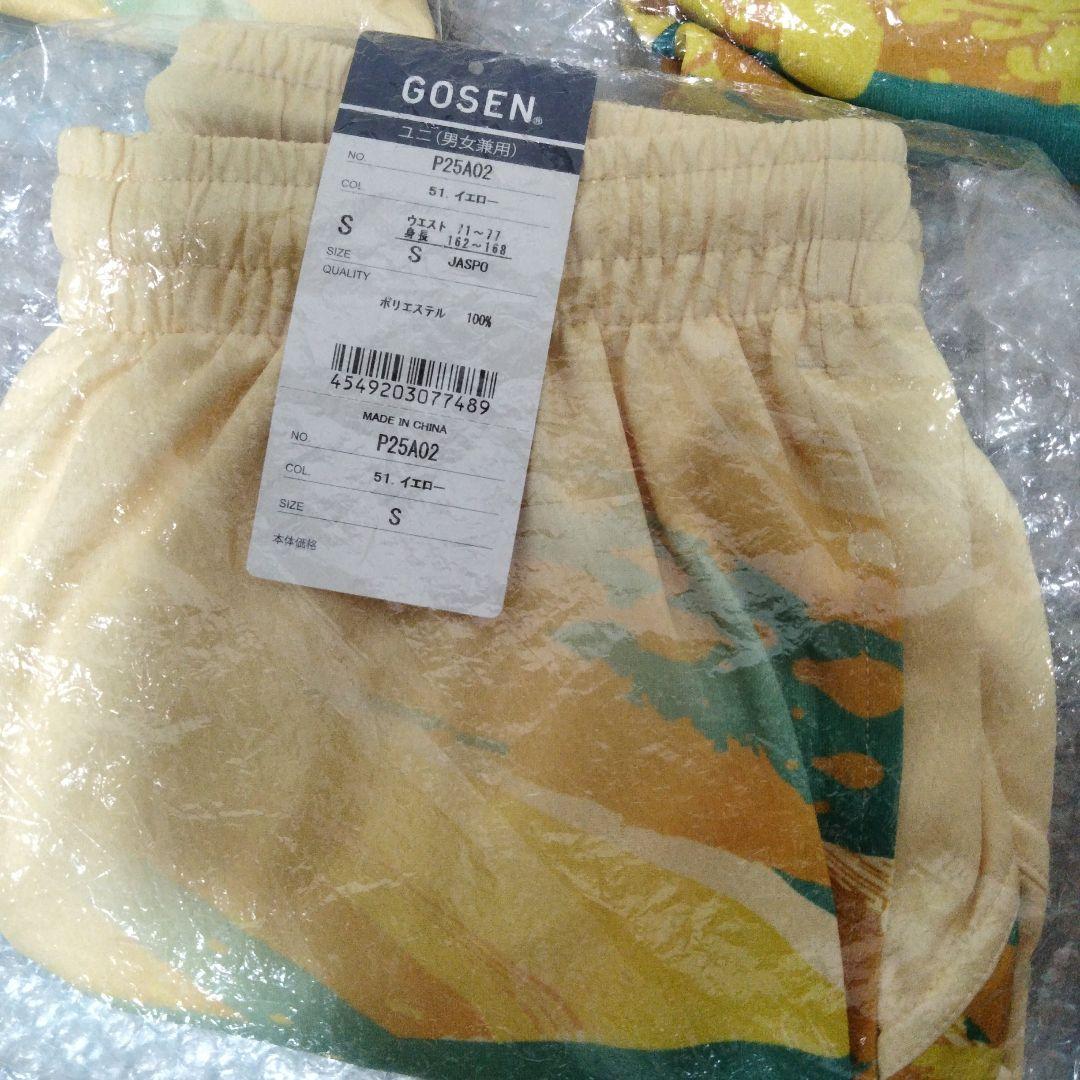 GOSEN®
ユニ(男女兼用)
NO. P25A02
COL 51. イエロー
S ウエスト 71～77
身長 162～168
SIZE S JASPO
QUALITY
ポリエステル 100%
4549203077489
MADE IN CHINA
NO. P25A02
COL. 51. イエロー
SIZE S
本体価格